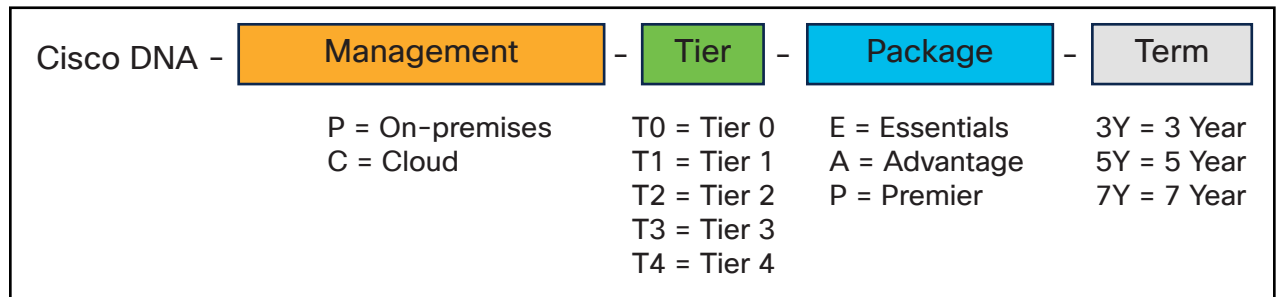 Cisco DNA - Management - Tier - Package - Term
P = On-premises T0 = Tier 0 E = Essentials 3Y = 3 Year
C = Cloud T1 = Tier 1 A = Advantage 5Y = 5 Year
T2 = Tier 2 P = Premier 7Y = 7 Year
T3 = Tier 3
T4 = Tier 4